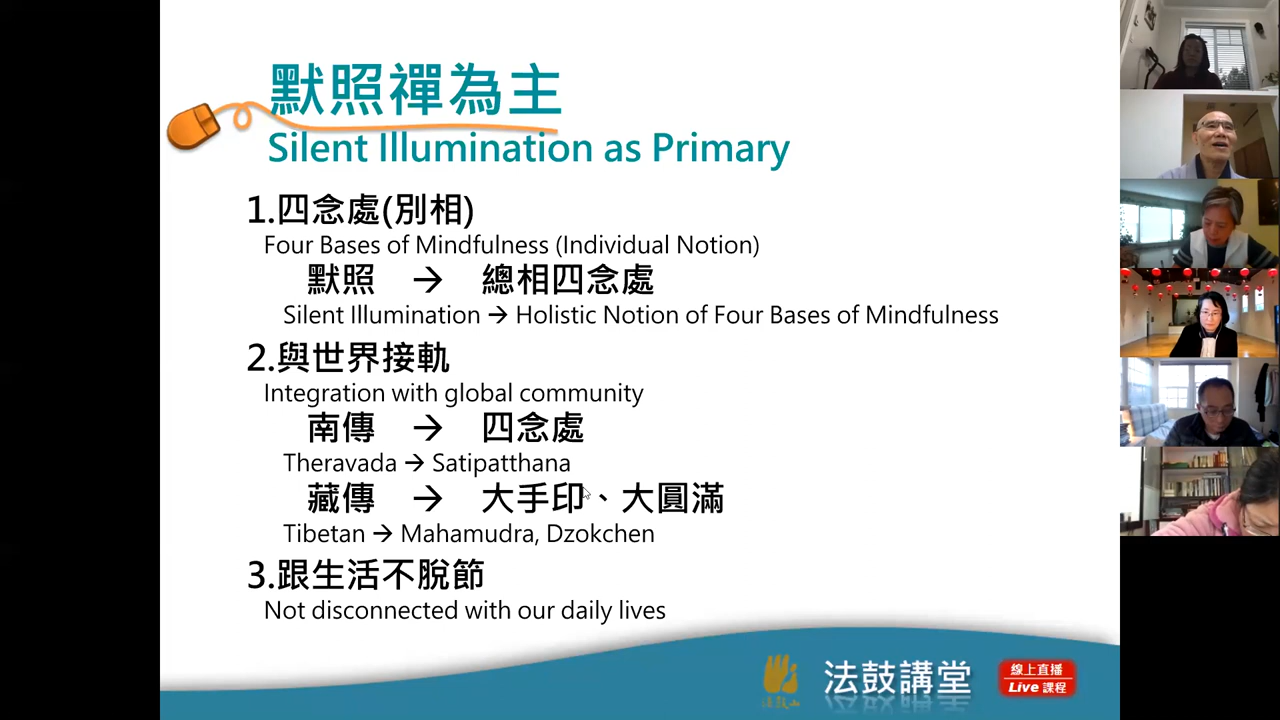 默照禪為主
Silent Illumination as Primary
1.四念處(別相)
Four Bases of Mindfulness (Individual Notion)
默照 → 總相四念處
Silent Illumination → Holistic Notion of Four Bases of Mindfulness
2.與世界接軌
Integration with global community
南傳 → 四念處
Theravada → Satipatthana
藏傳 → 大手印、大圓滿
Tibetan → Mahamudra, Dzokchen
3.跟生活不脫節
Not disconnected with our daily lives
法鼓山
法鼓講堂
線上直播
Live 課程